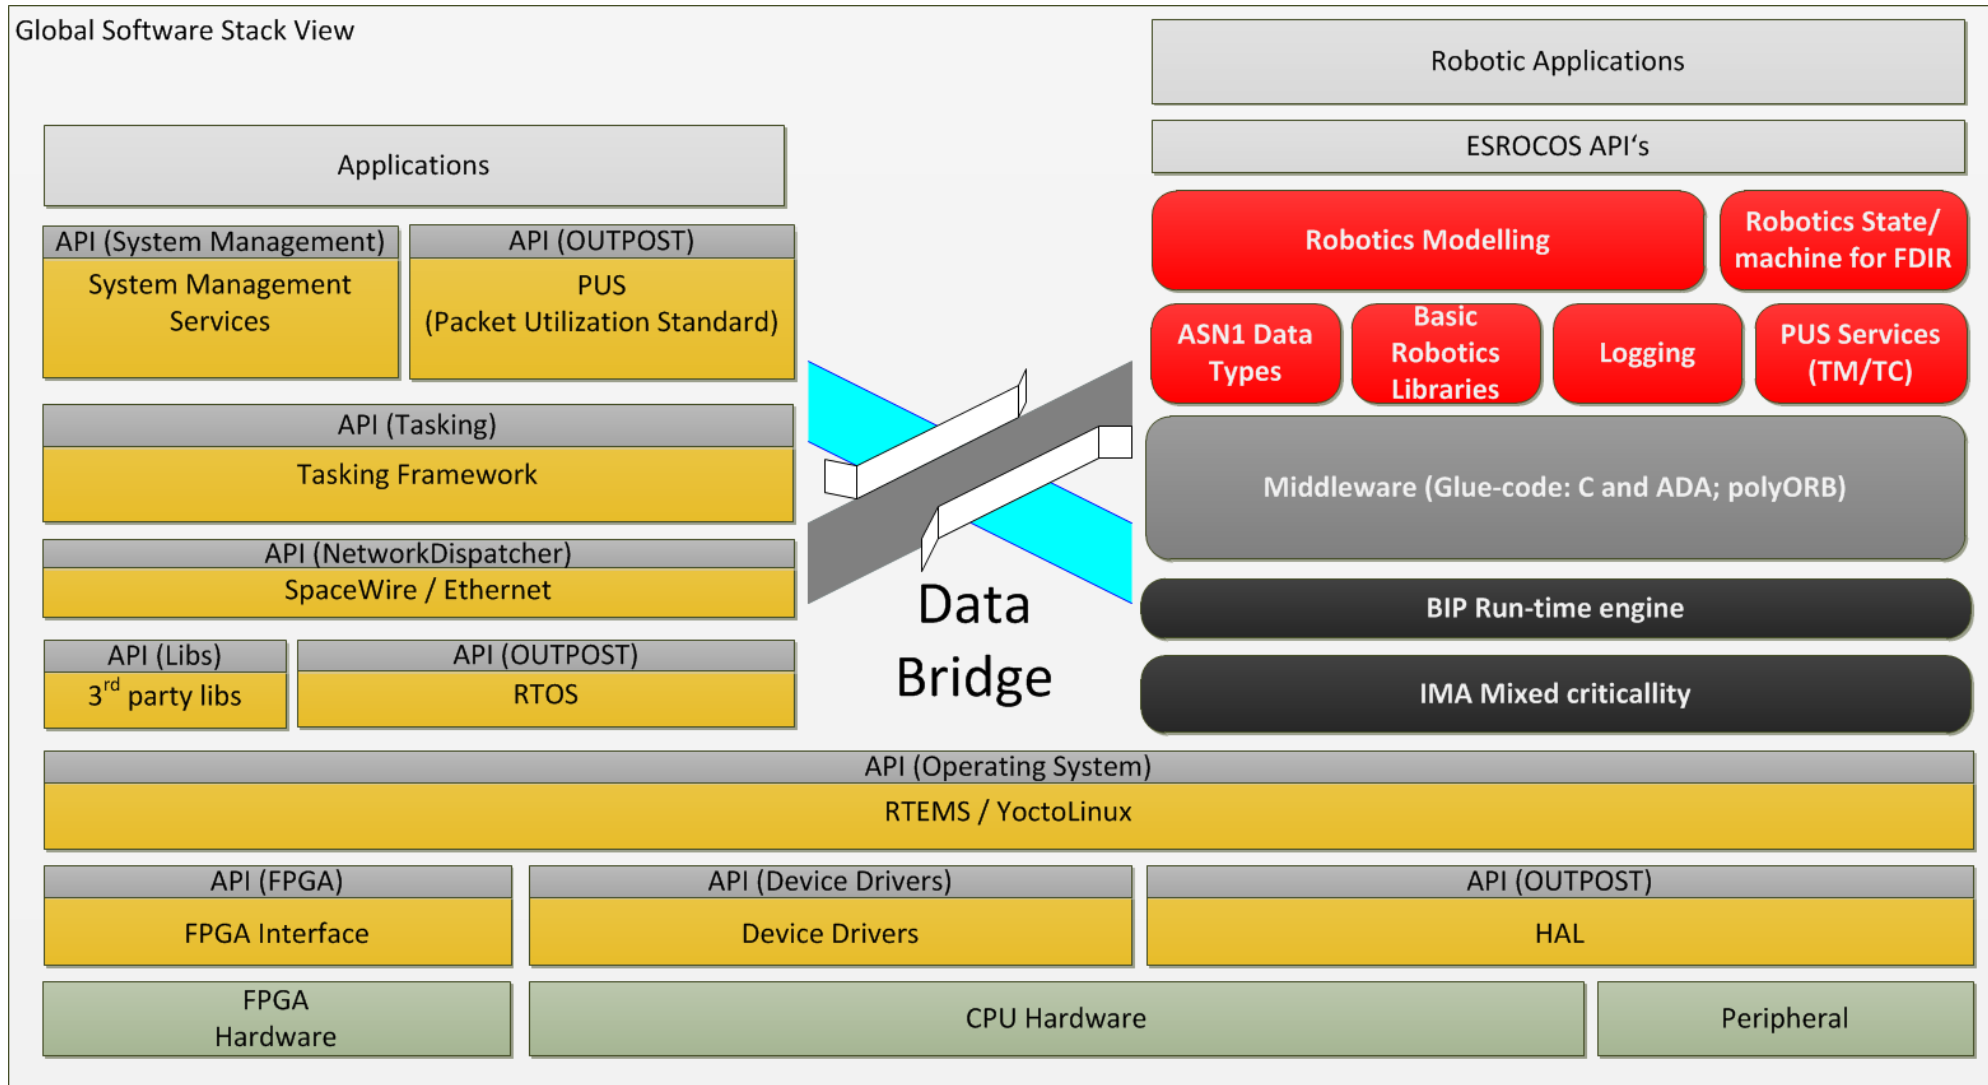 Global Software Stack View
Applications
API (System Management)
System Management
Services
API (OUTPOST)
PUS
(Packet Utilization Standard)
API (Tasking)
Tasking Framework
API (NetworkDispatcher)
SpaceWire / Ethernet
API (Libs)
3rd party libs
API (OUTPOST)
RTOS
Data
Bridge
Robotic Applications
ESROCOS API‘s
Robotics Modelling
Robotics State/
machine for FDIR
ASN1 Data
Types
Basic
Robotics
Libraries
Logging
PUS Services
(TM/TC)
Middleware (Glue-code: C and ADA; polyORB)
BIP Run-time engine
IMA Mixed criticallity
API (Operating System)
RTEMS / YoctoLinux
API (FPGA)
FPGA Interface
API (Device Drivers)
Device Drivers
API (OUTPOST)
HAL
FPGA
Hardware
CPU Hardware
Peripheral